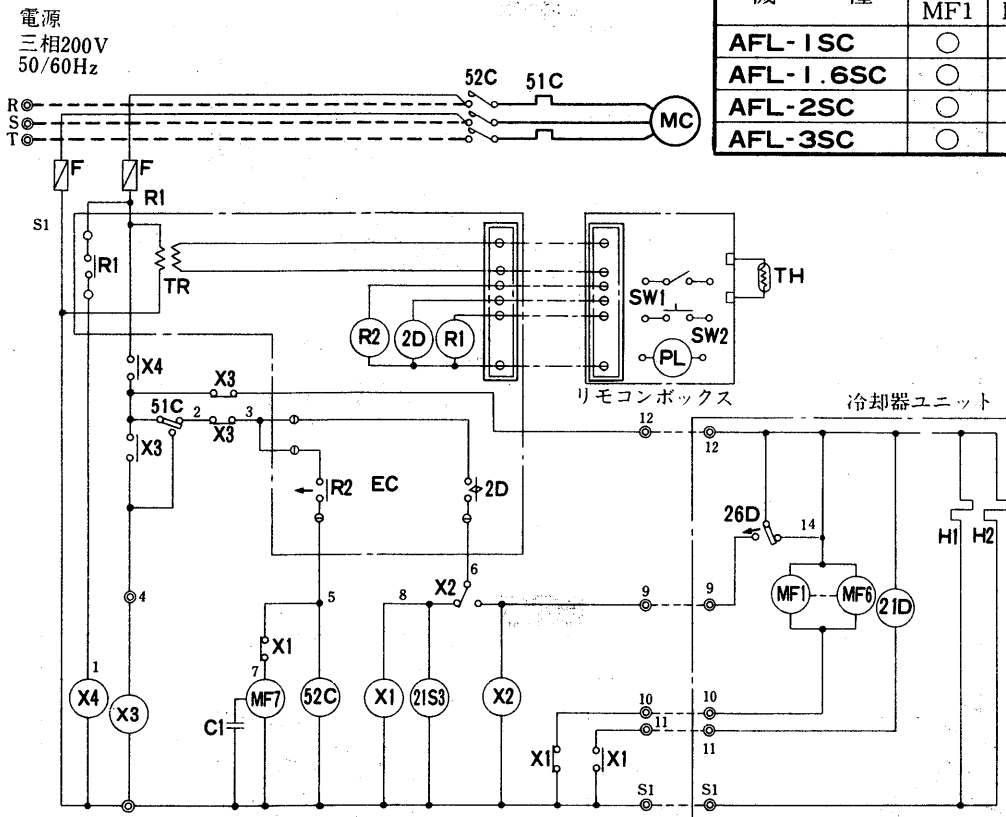 電源
三相200V
50/60Hz
機 種
MF1
AFL-1SC
○
AFL-1.6SC
○
AFL-2SC
○
AFL-3SC
○
52C
51C
R
S
T
MC
F
F
R1
S1
R1
TR
TH
SW1
SW2
R2
2D
R1
PL
リモコンボックス
X4
X3
51C
2
3
X3
X3
冷却器ユニット
12
12
R2
EC
2D
26D
14
H1
H2
6
X2
4
5
8
9
9
MF1
MF6
21D
X1
7
1
X4
X3
MF7
52C
X1
21S3
X2
10
10
11
11
C1
X1
X1
S1
S1